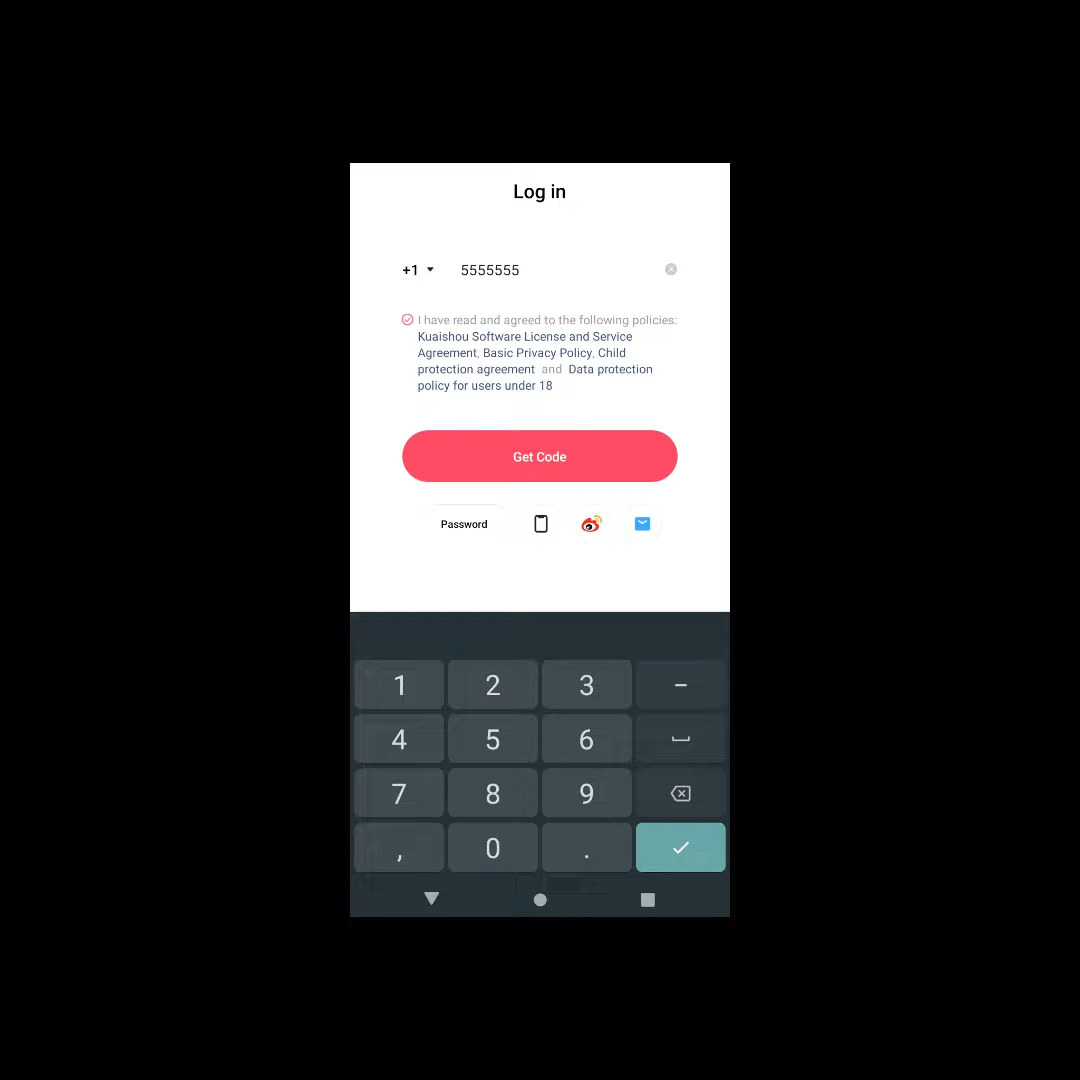 Log in
+1 5555555
I have read and agreed to the following policies:
Kuaishou Software License and Service
Agreement, Basic Privacy Policy, Child
protection agreement and Data protection
policy for users under 18
Get Code
Password
1 2 3 –
4 5 6
7 8 9
, 0 .